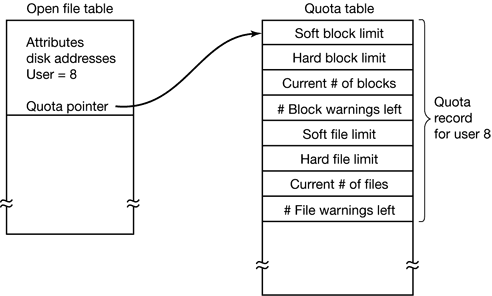 Open file table
Attributes
disk addresses
User = 8
Quota pointer
Quota table
Soft block limit
Hard block limit
Current # of blocks
# Block warnings left
Soft file limit
Hard file limit
Current # of files
# File warnings left
Quota
record
for user 8